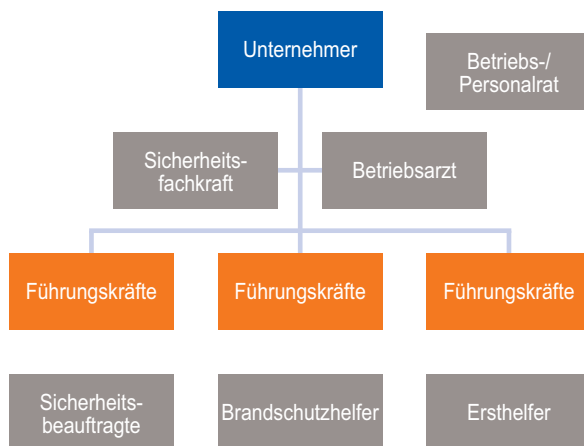 Unternehmer
Betriebs-/
Personalrat
Sicherheits-
fachkraft
Betriebsarzt
Führungskräfte
Führungskräfte
Führungskräfte
Sicherheits-
beauftragte
Brandschutzhelfer
Ersthelfer